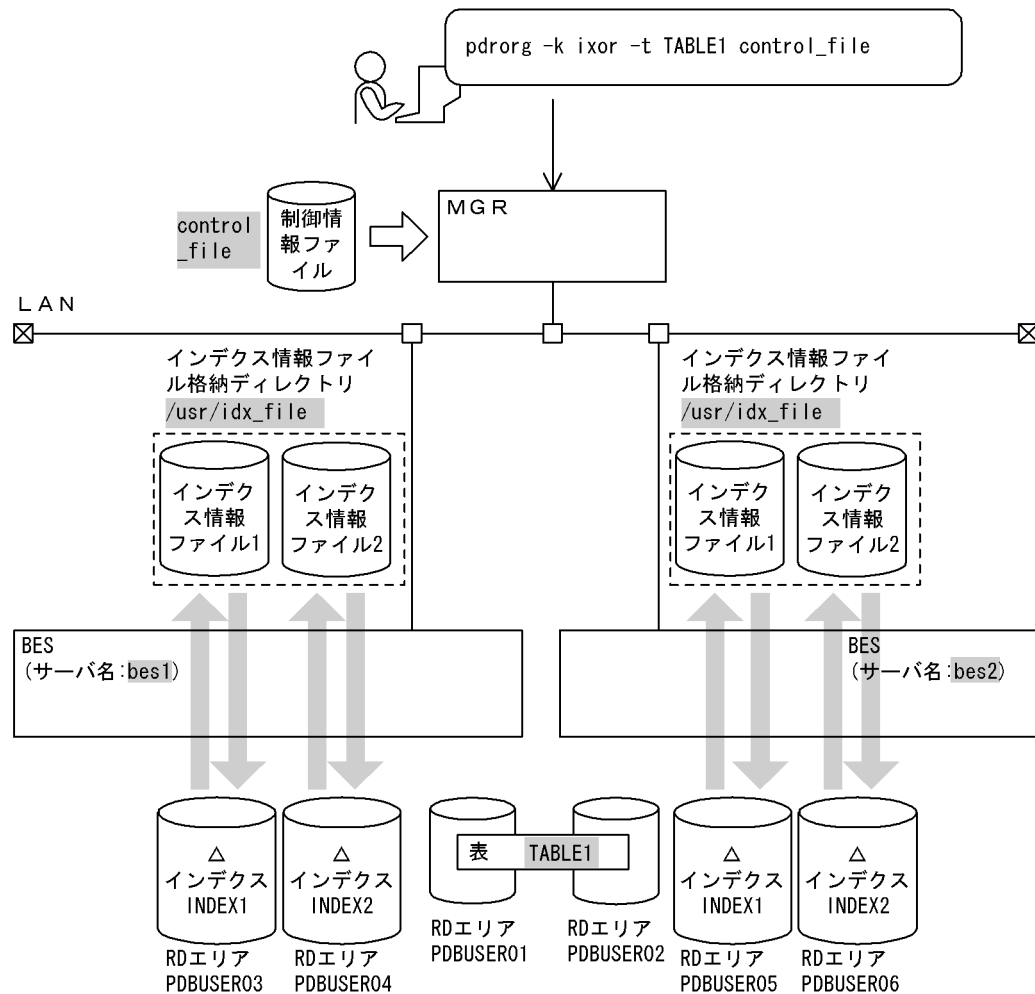 pdrorg -k ixor -t TABLE1 control_file
MGR
control
_file
制御情
報ファ
イル
LAN
インデクス情報ファイ
ル格納ディレクトリ
/usr/idx_file
インデクス情報ファイ
ル格納ディレクトリ
/usr/idx_file
インデク
ス情報
ファイル1
インデク
ス情報
ファイル2
インデク
ス情報
ファイル1
インデク
ス情報
ファイル2
BES
(サーバ名:bes1)
BES
(サーバ名:bes2)
△
インデクス
INDEX1
△
インデクス
INDEX2
表 TABLE1
△
インデクス
INDEX1
△
インデクス
INDEX2
RDエリア
PDBUSER03
RDエリア
PDBUSER04
RDエリア
PDBUSER01
RDエリア
PDBUSER02
RDエリア
PDBUSER05
RDエリア
PDBUSER06